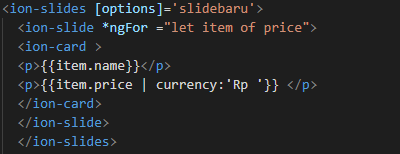 <ion-slides [options]='slidebaru'>
<ion-slide *ngFor ="let item of price">
<ion-card >
<p>{{item.name}}</p>
<p>{{item.price | currency:'Rp '}} </p>
</ion-card>
</ion-slide>
</ion-slides>